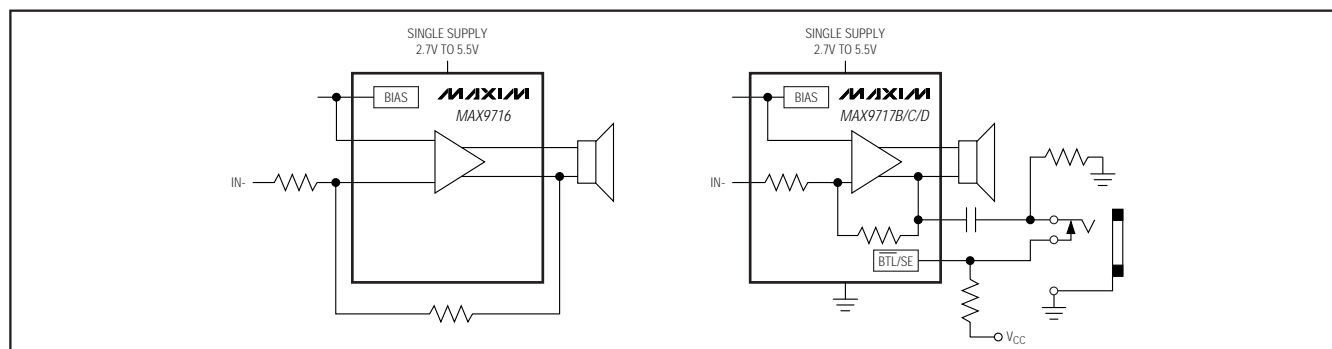 SINGLE SUPPLY
2.7V TO 5.5V
BIAS
MAXIM
MAX9716
IN-
SINGLE SUPPLY
2.7V TO 5.5V
BIAS
MAXIM
MAX9717B/C/D
IN-
BTL/SE
VCC